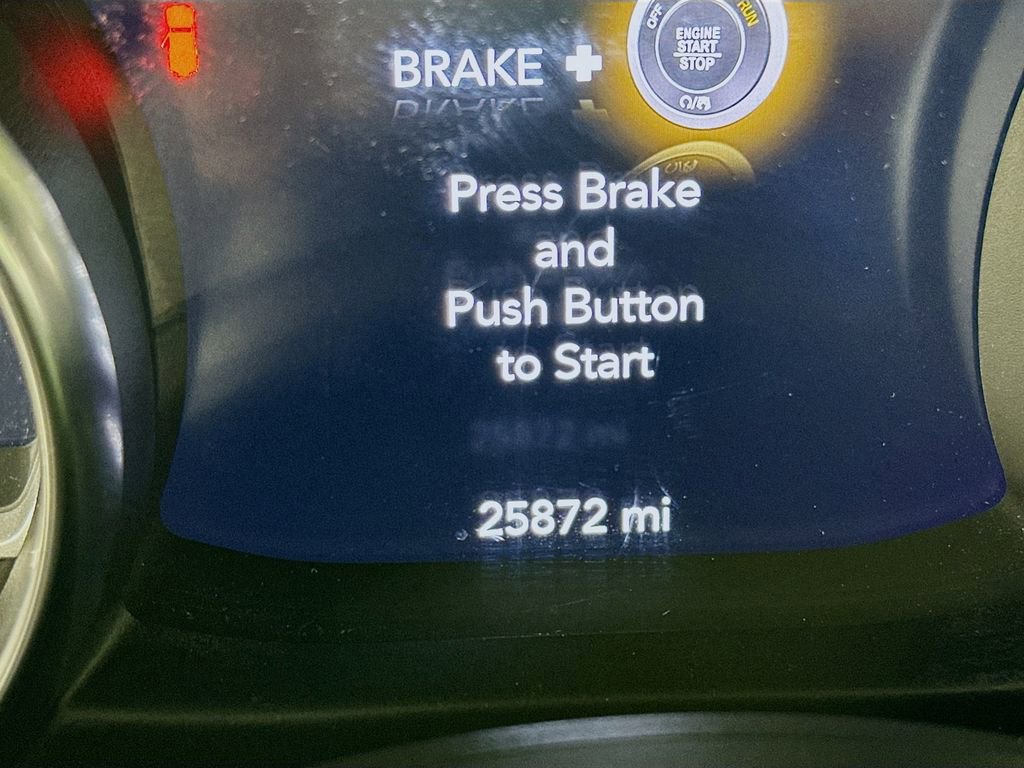 OFF RUN
ENGINE
START
STOP
BRAKE +
Press Brake
and
Push Button
to Start
25872 mi